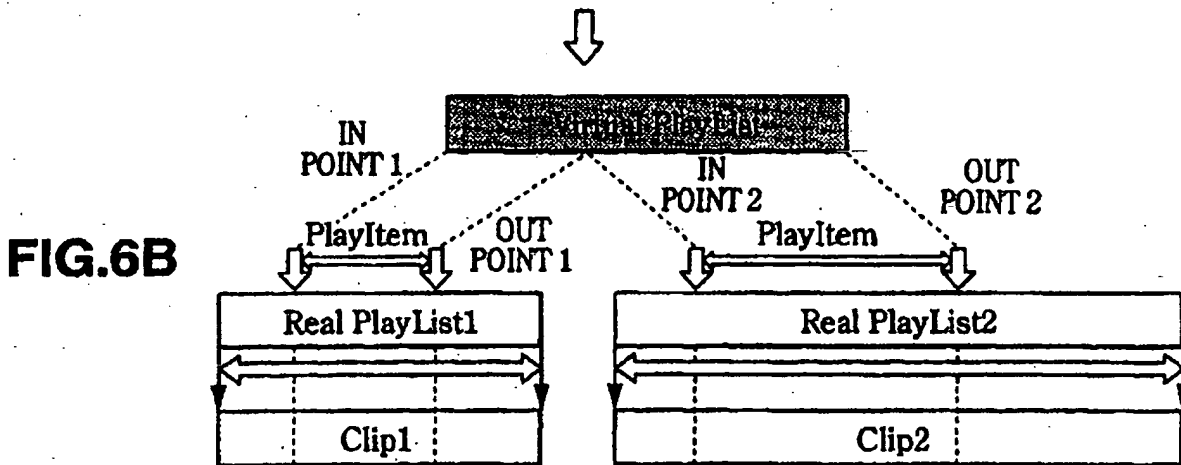 Virtual PlayList
IN
POINT 1
IN
POINT 2
OUT
POINT 2
FIG.6B
PlayItem
OUT
POINT 1
PlayItem
Real PlayList1
Real PlayList2
Clip1
Clip2